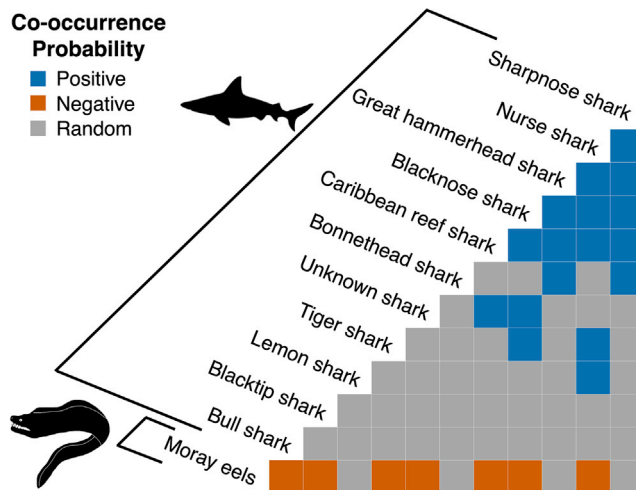 Co-occurrence
Probability
Positive
Negative
Random
Sharpnose shark
Nurse shark
Great hammerhead shark
Blacknose shark
Caribbean reef shark
Bonnethead shark
Unknown shark
Tiger shark
Lemon shark
Blacktip shark
Bull shark
Moray eels